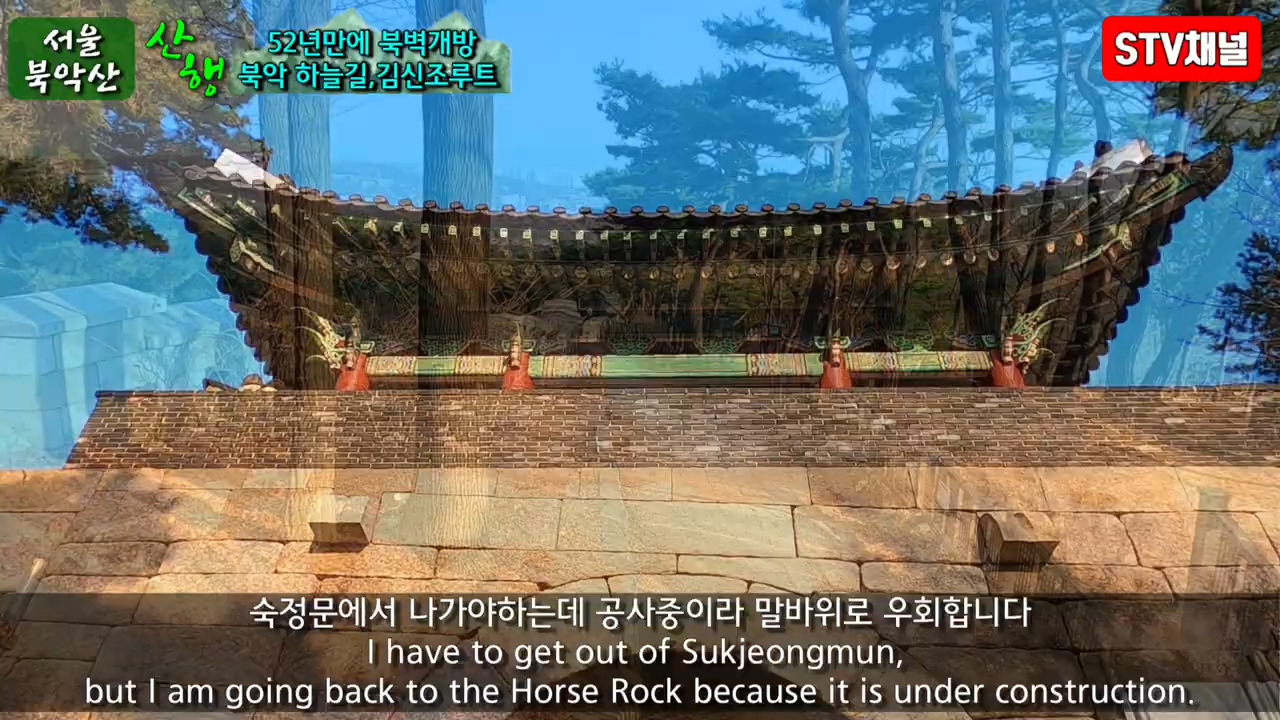 서울
북악산
산행
52년만에 북벽개방
북악 하늘길,김신조루트
STV채널
숙정문에서 나가야하는데 공사중이라 말바위로 우회합니다
I have to get out of Sukjeongmun,
but I am going back to the Horse Rock because it is under construction.